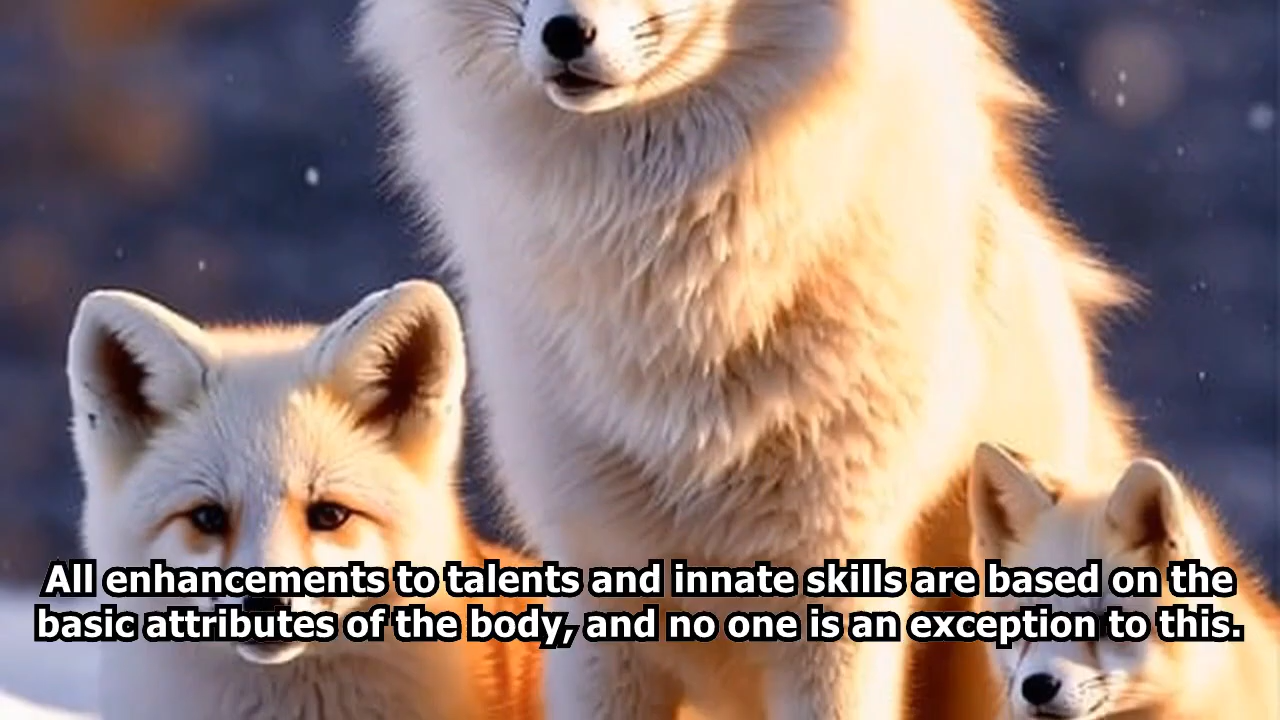 All enhancements to talents and innate skills are based on the
basic attributes of the body, and no one is an exception to this.